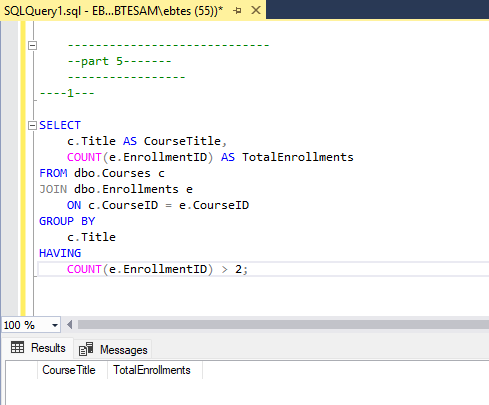 SQLQuery1.sql - EB...BTESAM\ebtes (55))*
-----------------------------
--part 5-------
-----------------
----1---
SELECT
c.Title AS CourseTitle,
COUNT(e.EnrollmentID) AS TotalEnrollments
FROM dbo.Courses c
JOIN dbo.Enrollments e
ON c.CourseID = e.CourseID
GROUP BY
c.Title
HAVING
COUNT(e.EnrollmentID) > 2;
100 %
Results Messages
CourseTitle TotalEnrollments